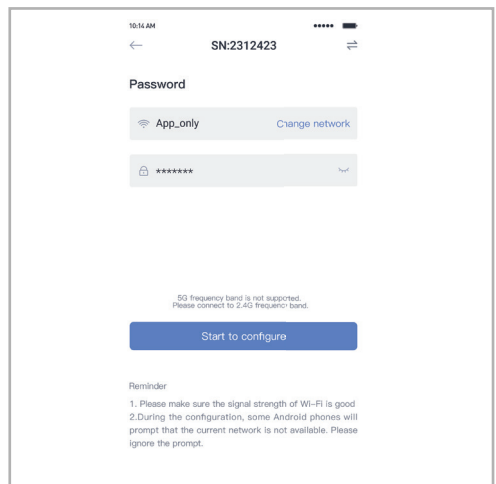 10:14 AM
SN:2312423
Password
App_only Change network
*******
5G frequency band is not supported.
Please connect to 2.4G frequency band.
Start to configure
Reminder
1. Please make sure the signal strength of Wi-Fi is good
2.During the configuration, some Android phones will
prompt that the current network is not available. Please
ignore the prompt.